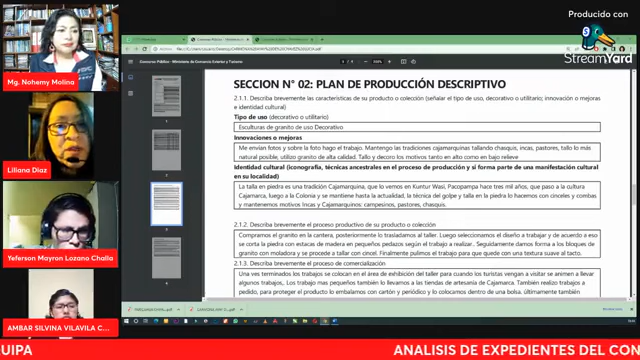 Producido con
StreamYard
Mg. Nohemy Molina
Liliana Diaz
Yeferson Mayron Lozano Challa
AMBAR SILVINA VILAVILA C...
SECCION N° 02: PLAN DE PRODUCCIÓN DESCRIPTIVO
2.1.1. Describa brevemente las características de su producto o colección (señalar el tipo de uso, decorativo o utilitario; innovación o mejoras
e identidad cultural)
Tipo de uso (decorativo o utilitario)
Esculturas de granito de uso Decorativo
Innovaciones o mejoras
Me envían fotos y sobre la foto hago el trabajo. Mantengo las tradiciones cajamarquinas tallando chasquis, incas, pastores, tallo lo más
natural posible, utilizo granito de alta calidad. Tallo y decoro los motivos tanto en alto como en bajo relieve
Identidad cultural (iconografía, técnicas ancestrales en el proceso de producción y si forma parte de una manifestación cultural
en su localidad)
La talla en piedra es una tradición Cajamarquina, que lo vemos en Kuntur Wasi, Pacopampa hace tres mil años, que paso a la cultura
Cajamarca, luego a la Colonia y se mantiene hasta la actualidad. la técnica del golpe y talla en la piedra lo hacemos con cinceles y combas
y mantenemos motivos Incas y Cajamarquinos: campesinos, pastores, chasquis.
2.1.2. Describa brevemente el proceso productivo de su producto o colección
Compramos el granito en la cantera, posteriormente lo trasladamos al taller. Luego seleccionamos el diseño a trabajar y de acuerdo a eso
se corta la piedra con estacas de madera en pequeños pedazos según el trabajo a realizar. Seguidamente damos forma a los bloques de
granito con moladora y se procede a tallar con cincel. Finalmente pulimos el trabajo para que quede con una textura suave al tacto.
2.1.3. Describa brevemente el proceso de comercialización
Una ves terminados los trabajos se colocan en el área de exhibición del taller para cuando los turistas vengan a visitar se animen a llevar
algunos trabajos. Los trabajo mas pequeños también lo llevamos a las tiendas de artesanía de Cajamarca. También realizo trabajos a
pedido, para proteger el producto lo embalamos con cartón y periódico y lo colocamos dentro de una bolsa. últimamente también
EQUIPA
ANALISIS DE EXPEDIENTES DEL CON